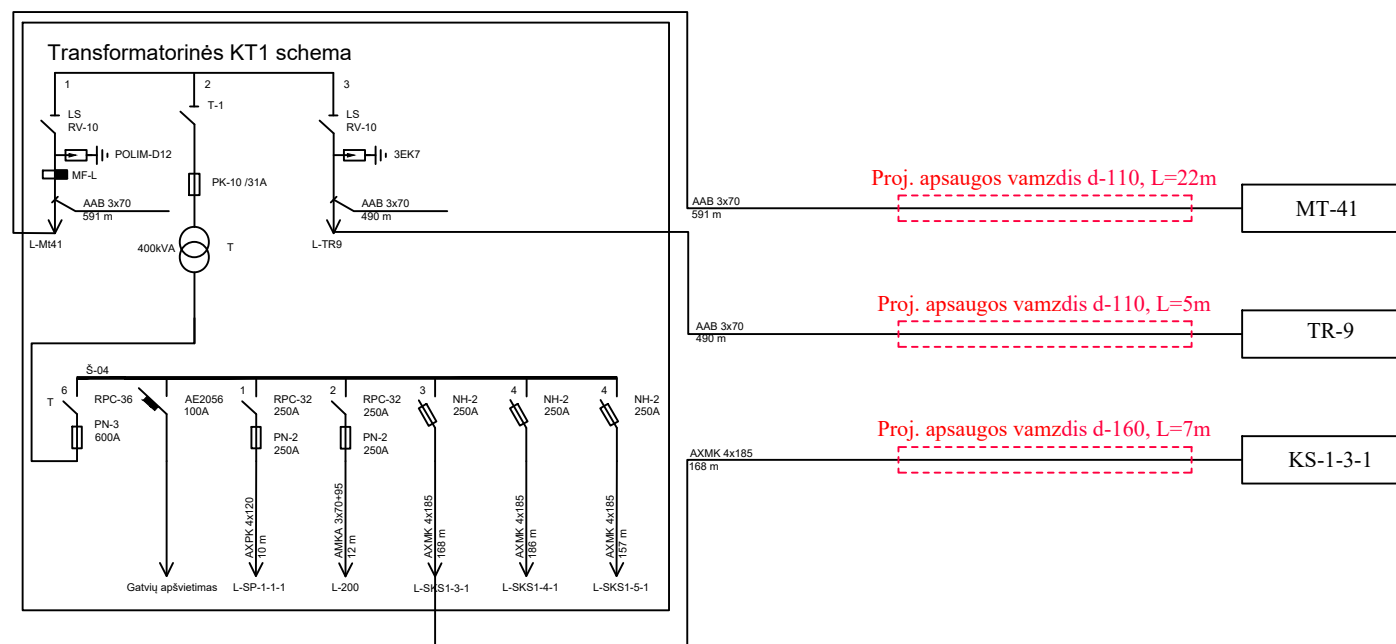 Transformatorinės KT1 schema
1
2
3
LS
RV-10
T-1
LS
RV-10
POLIM-D12
3EK7
MF-L
PK-10 /31A
AAB 3x70
591 m
AAB 3x70
490 m
L-Mt41
400kVA
T
L-TR9
Proj. apsaugos vamzdis d-110, L=22m
AAB 3x70
591 m
MT-41
Proj. apsaugos vamzdis d-110, L=5m
AAB 3x70
490 m
TR-9
Proj. apsaugos vamzdis d-160, L=7m
AXMK 4x185
168 m
KS-1-3-1
Š-04
6
T
RPC-36
PN-3
600A
AE2056
100A
1
RPC-32
250A
PN-2
250A
2
RPC-32
250A
PN-2
250A
3
NH-2
250A
4
NH-2
250A
4
NH-2
250A
AXPK 4x120
10 m
AMKA 3x70+95
12 m
AXMK 4x185
168 m
AXMK 4x185
186 m
AXMK 4x185
157 m
Gatvių apšvietimas
L-SP-1-1-1
L-200
L-SKS1-3-1
L-SKS1-4-1
L-SKS1-5-1